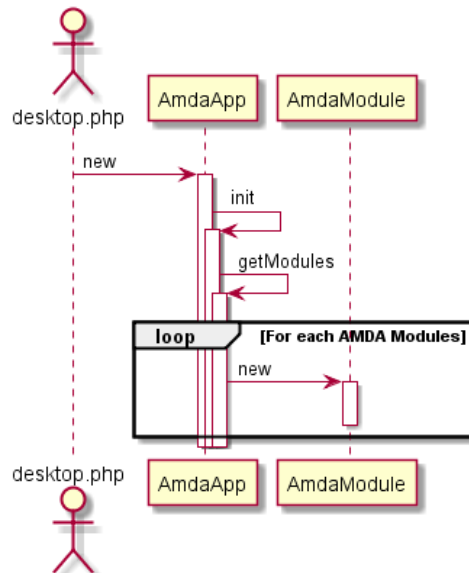 desktop.php
AmdaApp
AmdaModule
new
init
getModules
loop
[For each AMDA Modules]
new
desktop.php
AmdaApp
AmdaModule